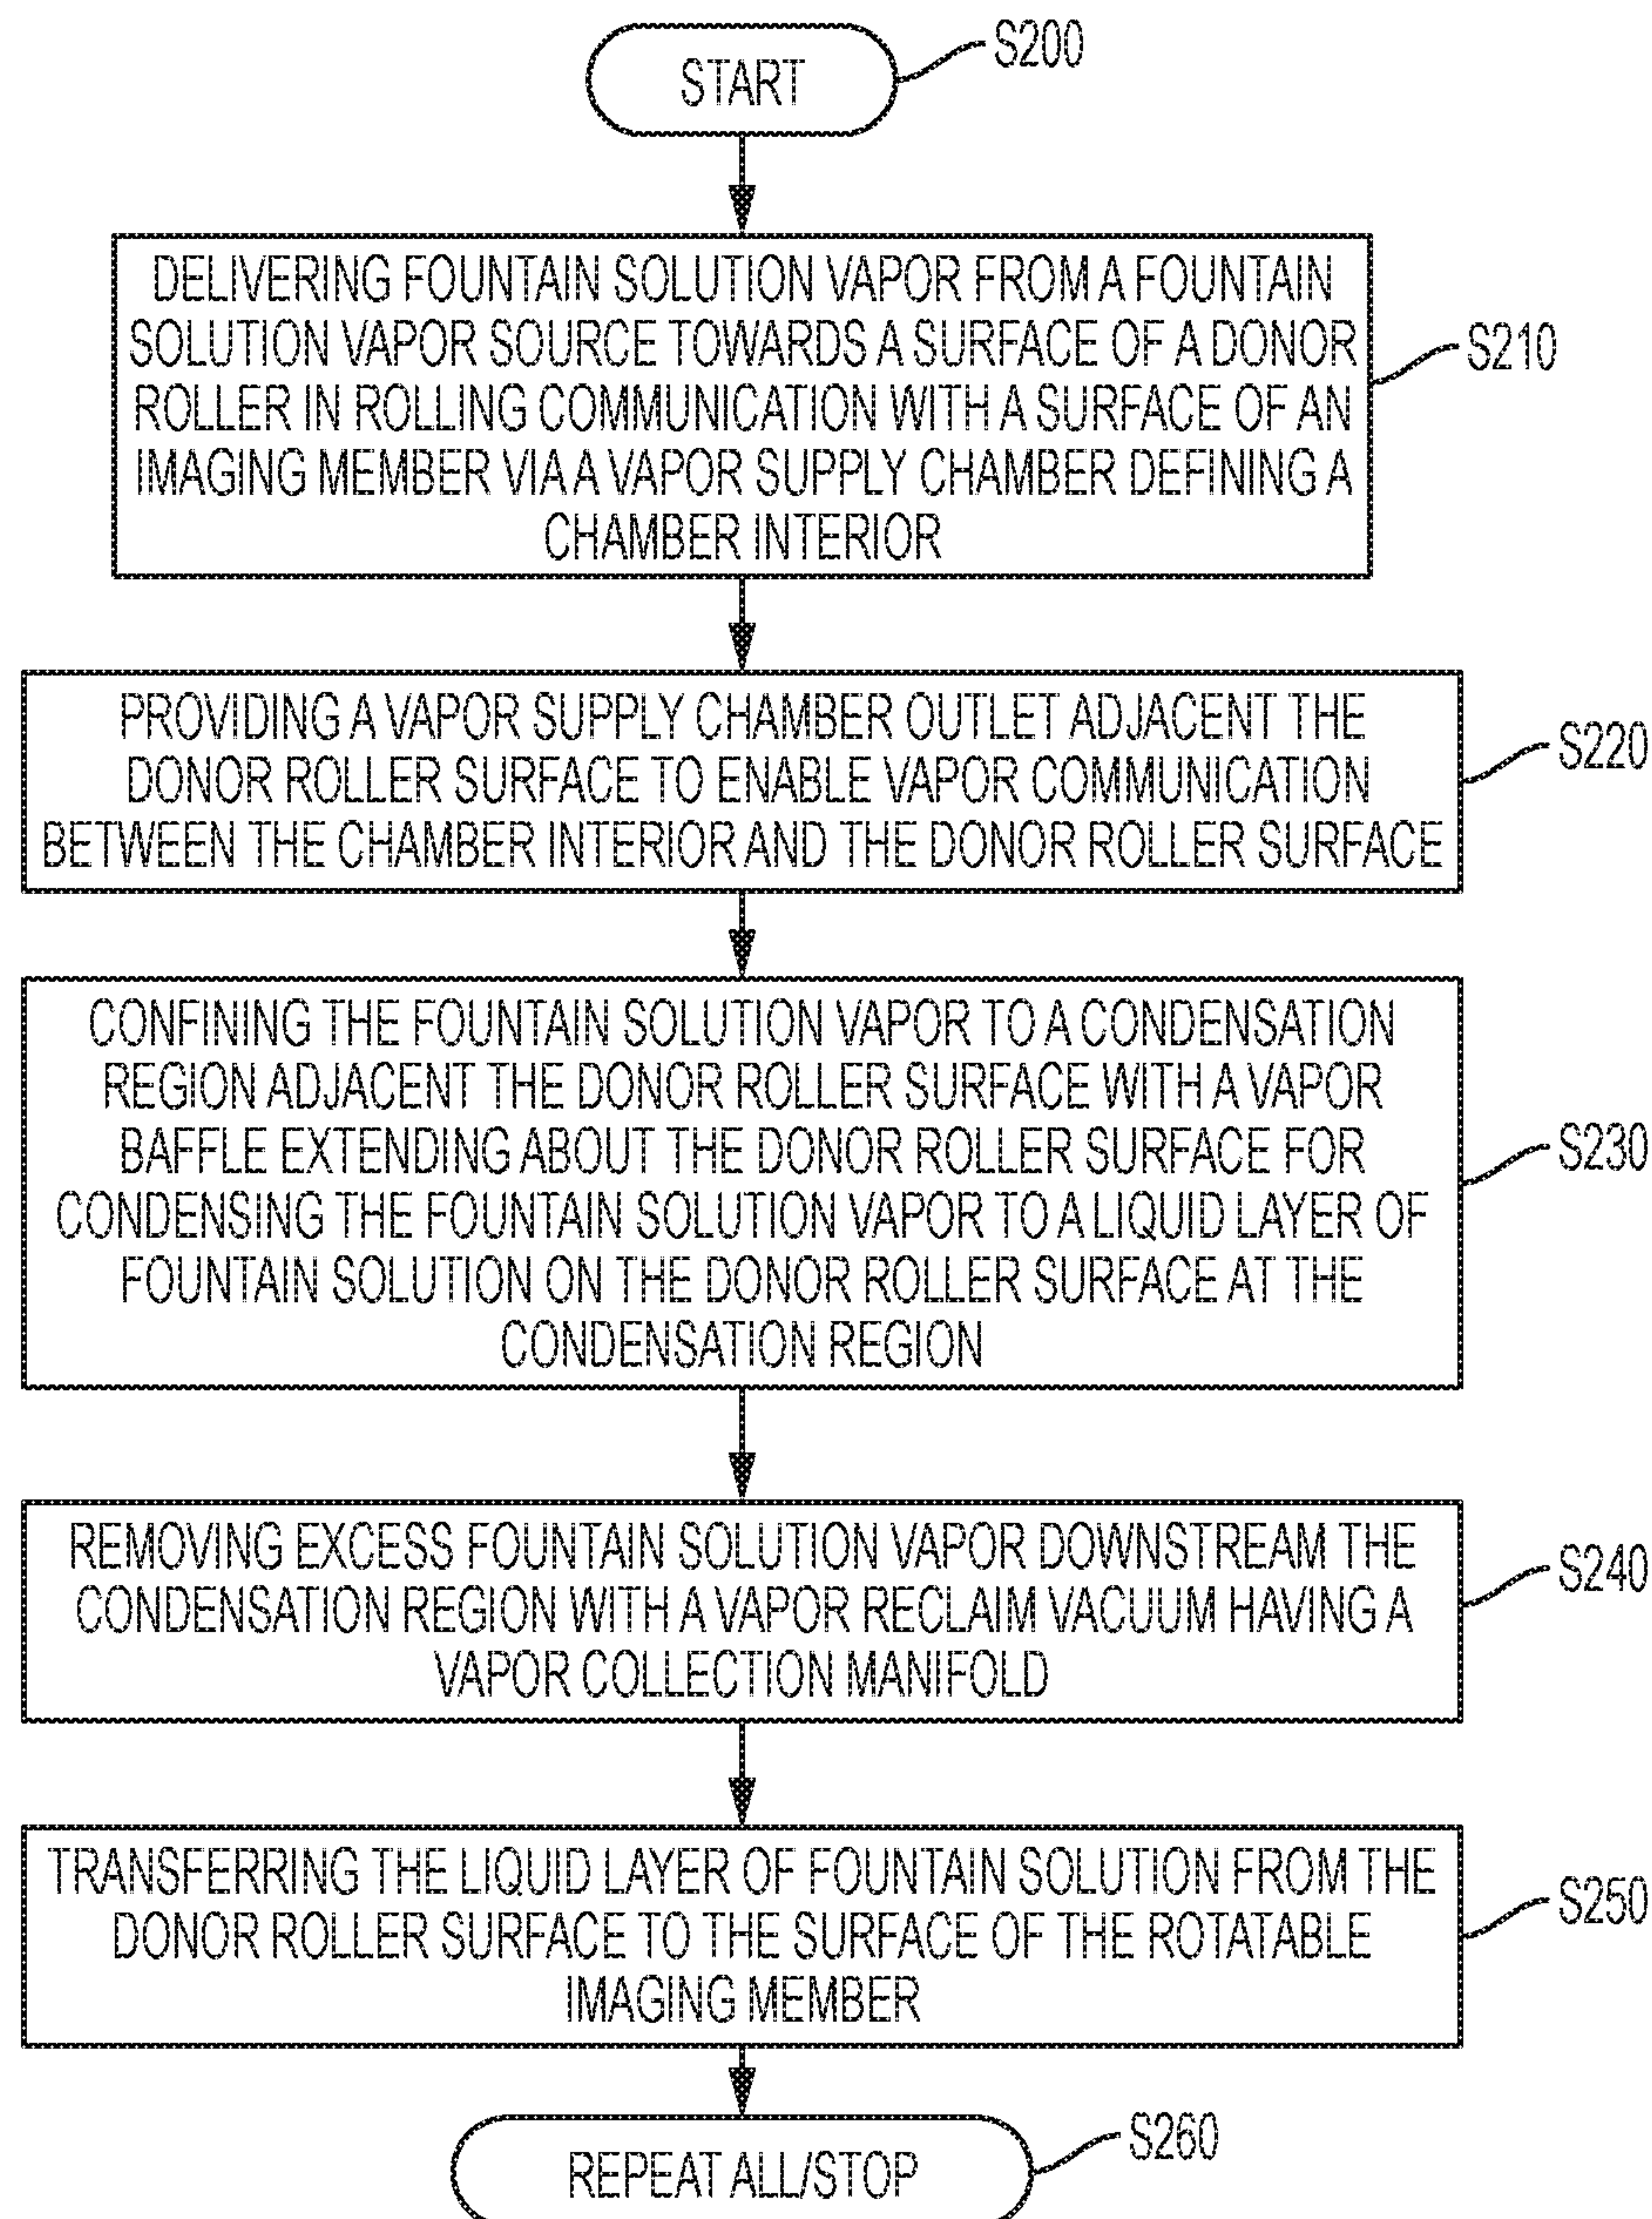 START
S200
DELIVERING FOUNTAIN SOLUTION VAPOR FROM A FOUNTAIN
SOLUTION VAPOR SOURCE TOWARDS A SURFACE OF A DONOR
ROLLER IN ROLLING COMMUNICATION WITH A SURFACE OF AN
IMAGING MEMBER VIA A VAPOR SUPPLY CHAMBER DEFINING A
CHAMBER INTERIOR
S210
PROVIDING A VAPOR SUPPLY CHAMBER OUTLET ADJACENT THE
DONOR ROLLER SURFACE TO ENABLE VAPOR COMMUNICATION
BETWEEN THE CHAMBER INTERIOR AND THE DONOR ROLLER SURFACE
S220
CONFINING THE FOUNTAIN SOLUTION VAPOR TO A CONDENSATION
REGION ADJACENT THE DONOR ROLLER SURFACE WITH A VAPOR
BAFFLE EXTENDING ABOUT THE DONOR ROLLER SURFACE FOR
CONDENSING THE FOUNTAIN SOLUTION VAPOR TO A LIQUID LAYER OF
FOUNTAIN SOLUTION ON THE DONOR ROLLER SURFACE AT THE
CONDENSATION REGION
S230
REMOVING EXCESS FOUNTAIN SOLUTION VAPOR DOWNSTREAM THE
CONDENSATION REGION WITH A VAPOR RECLAIM VACUUM HAVING A
VAPOR COLLECTION MANIFOLD
S240
TRANSFERRING THE LIQUID LAYER OF FOUNTAIN SOLUTION FROM THE
DONOR ROLLER SURFACE TO THE SURFACE OF THE ROTATABLE
IMAGING MEMBER
S250
REPEAT ALL/STOP
S260